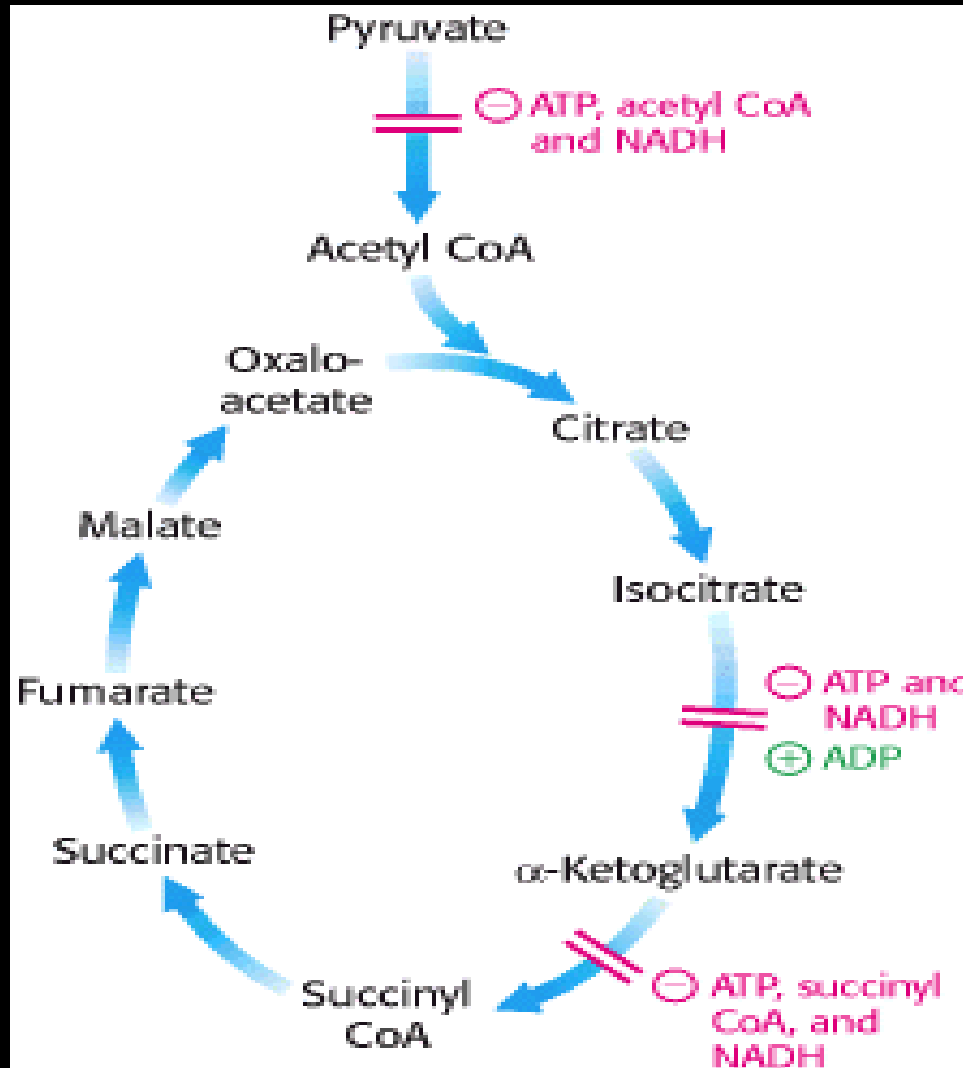 Pyruvate
⊖ ATP, acetyl CoA
and NADH
Acetyl CoA
Oxalo-
acetate
Citrate
Malate
Isocitrate
⊖ ATP and
NADH
⊕ ADP
Fumarate
Succinate
α-Ketoglutarate
Succinyl
CoA
⊖ ATP, succinyl
CoA, and
NADH